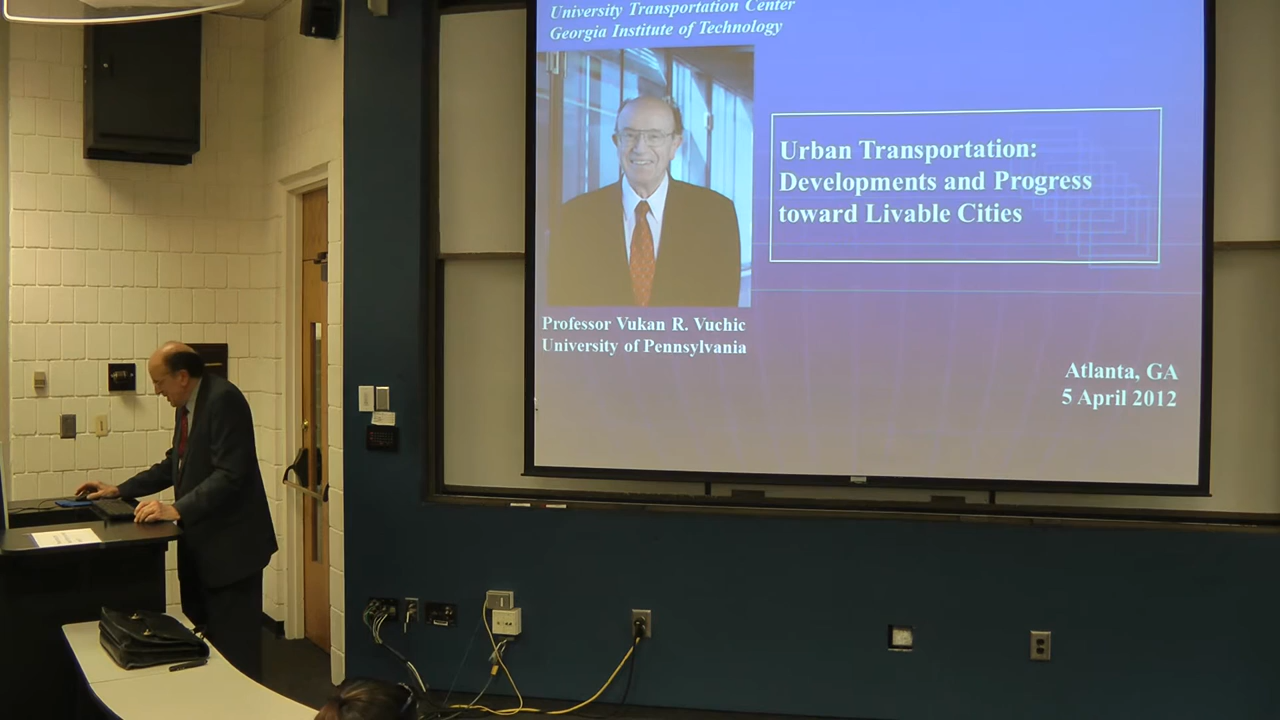 University Transportation Center
Georgia Institute of Technology
Urban Transportation:
Developments and Progress
toward Livable Cities
Professor Vukan R. Vuchic
University of Pennsylvania
Atlanta, GA
5 April 2012